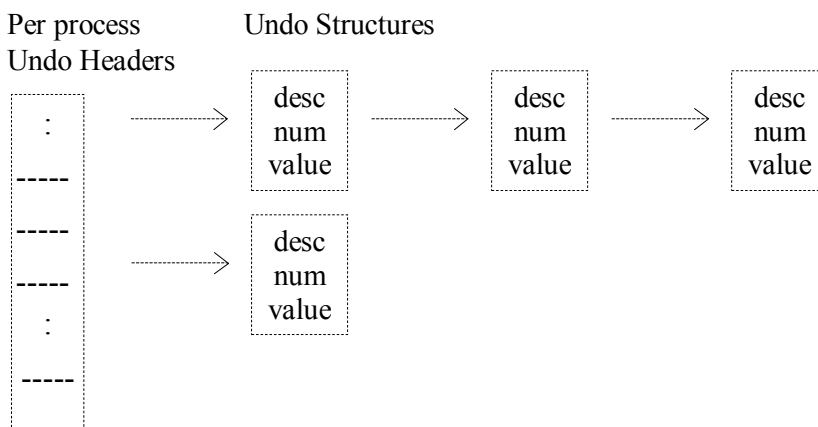 Per process
Undo Headers
Undo Structures
:
-----
-----
-----
:
-----
desc
num
value
desc
num
value
desc
num
value
desc
num
value